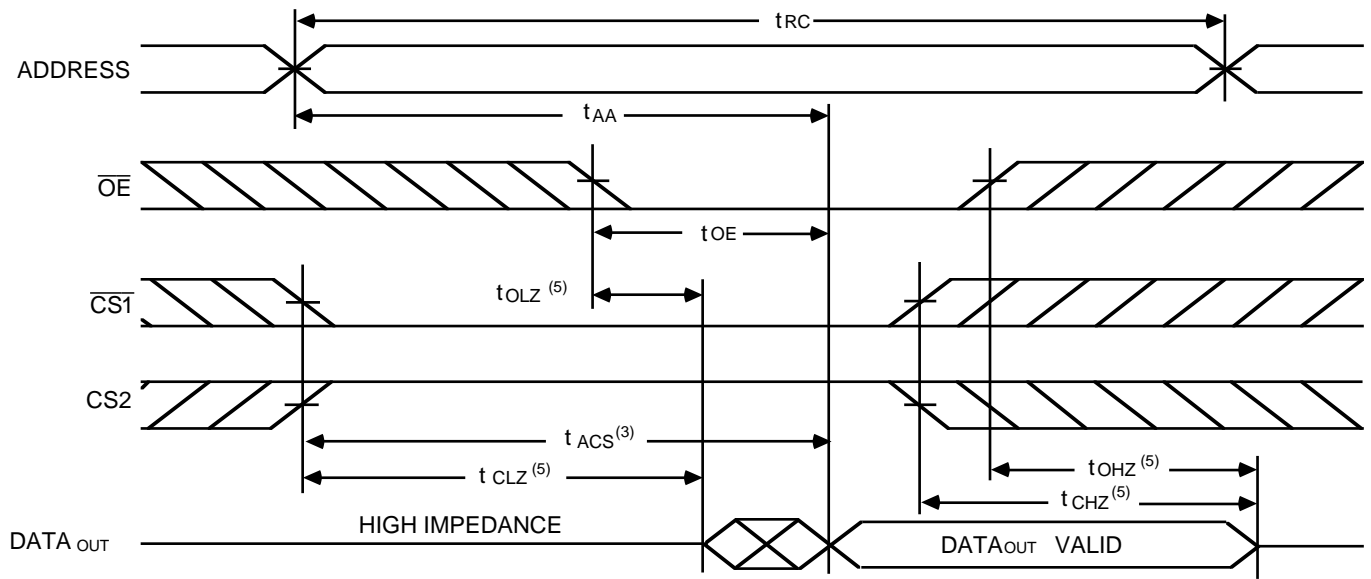 tRC
ADDRESS
tAA
OE
tOE
CS1
tOLZ (5)
CS2
tACS(3)
tCLZ (5)
tOHZ (5)
tCHZ (5)
HIGH IMPEDANCE
DATA OUT
DATAOUT VALID